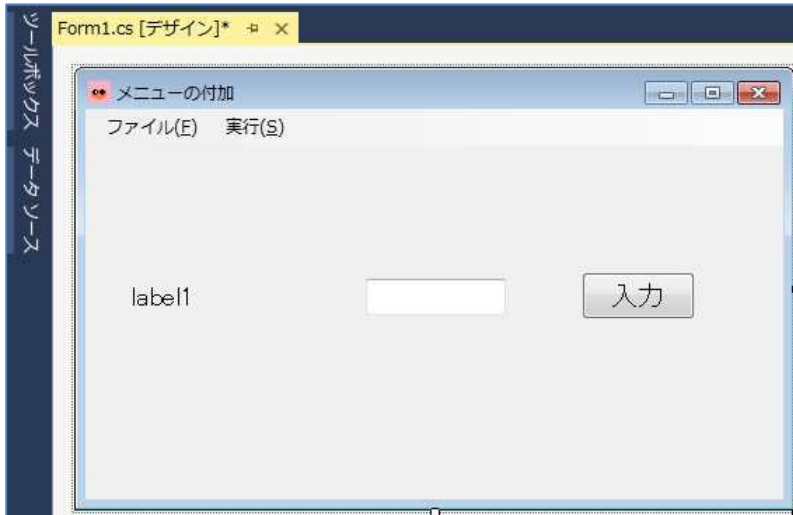 Form1.cs [デザイン]*
ツールボックス
データ ソース
メニューの付加
ファイル(F) 実行(S)
label1
入力